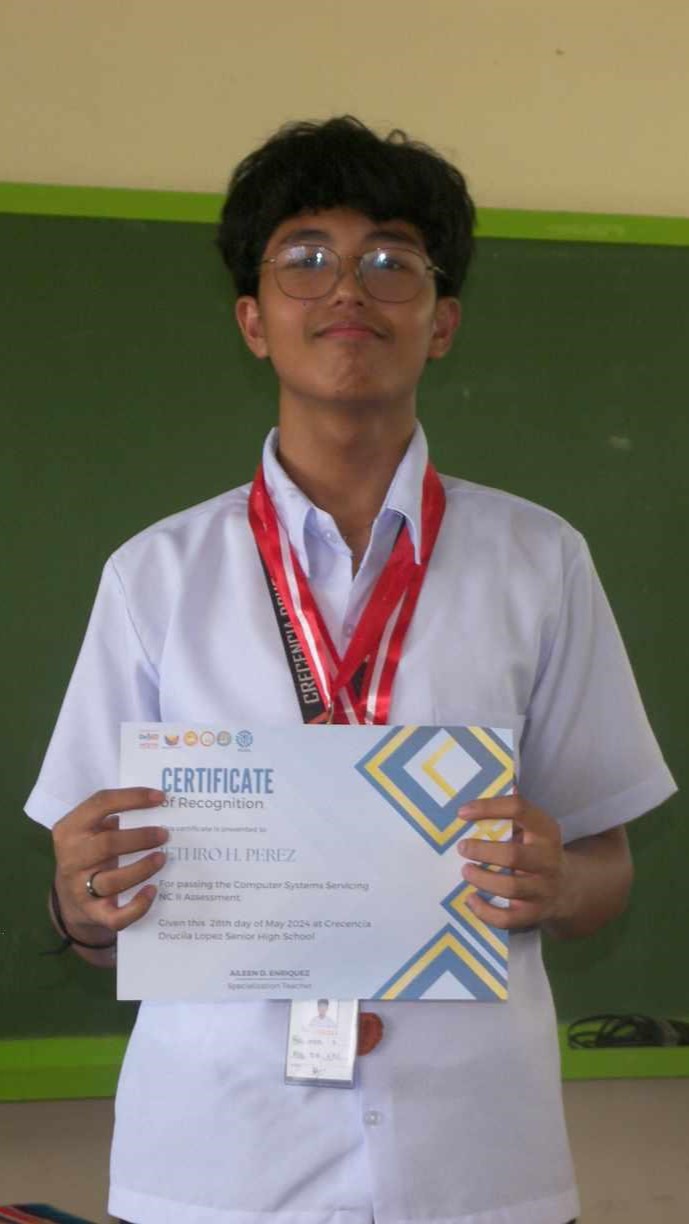 CRECENCIA
CERTIFICATE
of Recognition
This certificate is presented to
JETHRO H. PEREZ
For passing the Computer Systems Servicing
NC II Assessment.
Given this 28th day of May 2024 at Crecencia
Drucila Lopez Senior High School
AILEEN D. ENRIQUEZ
Specialization Teacher